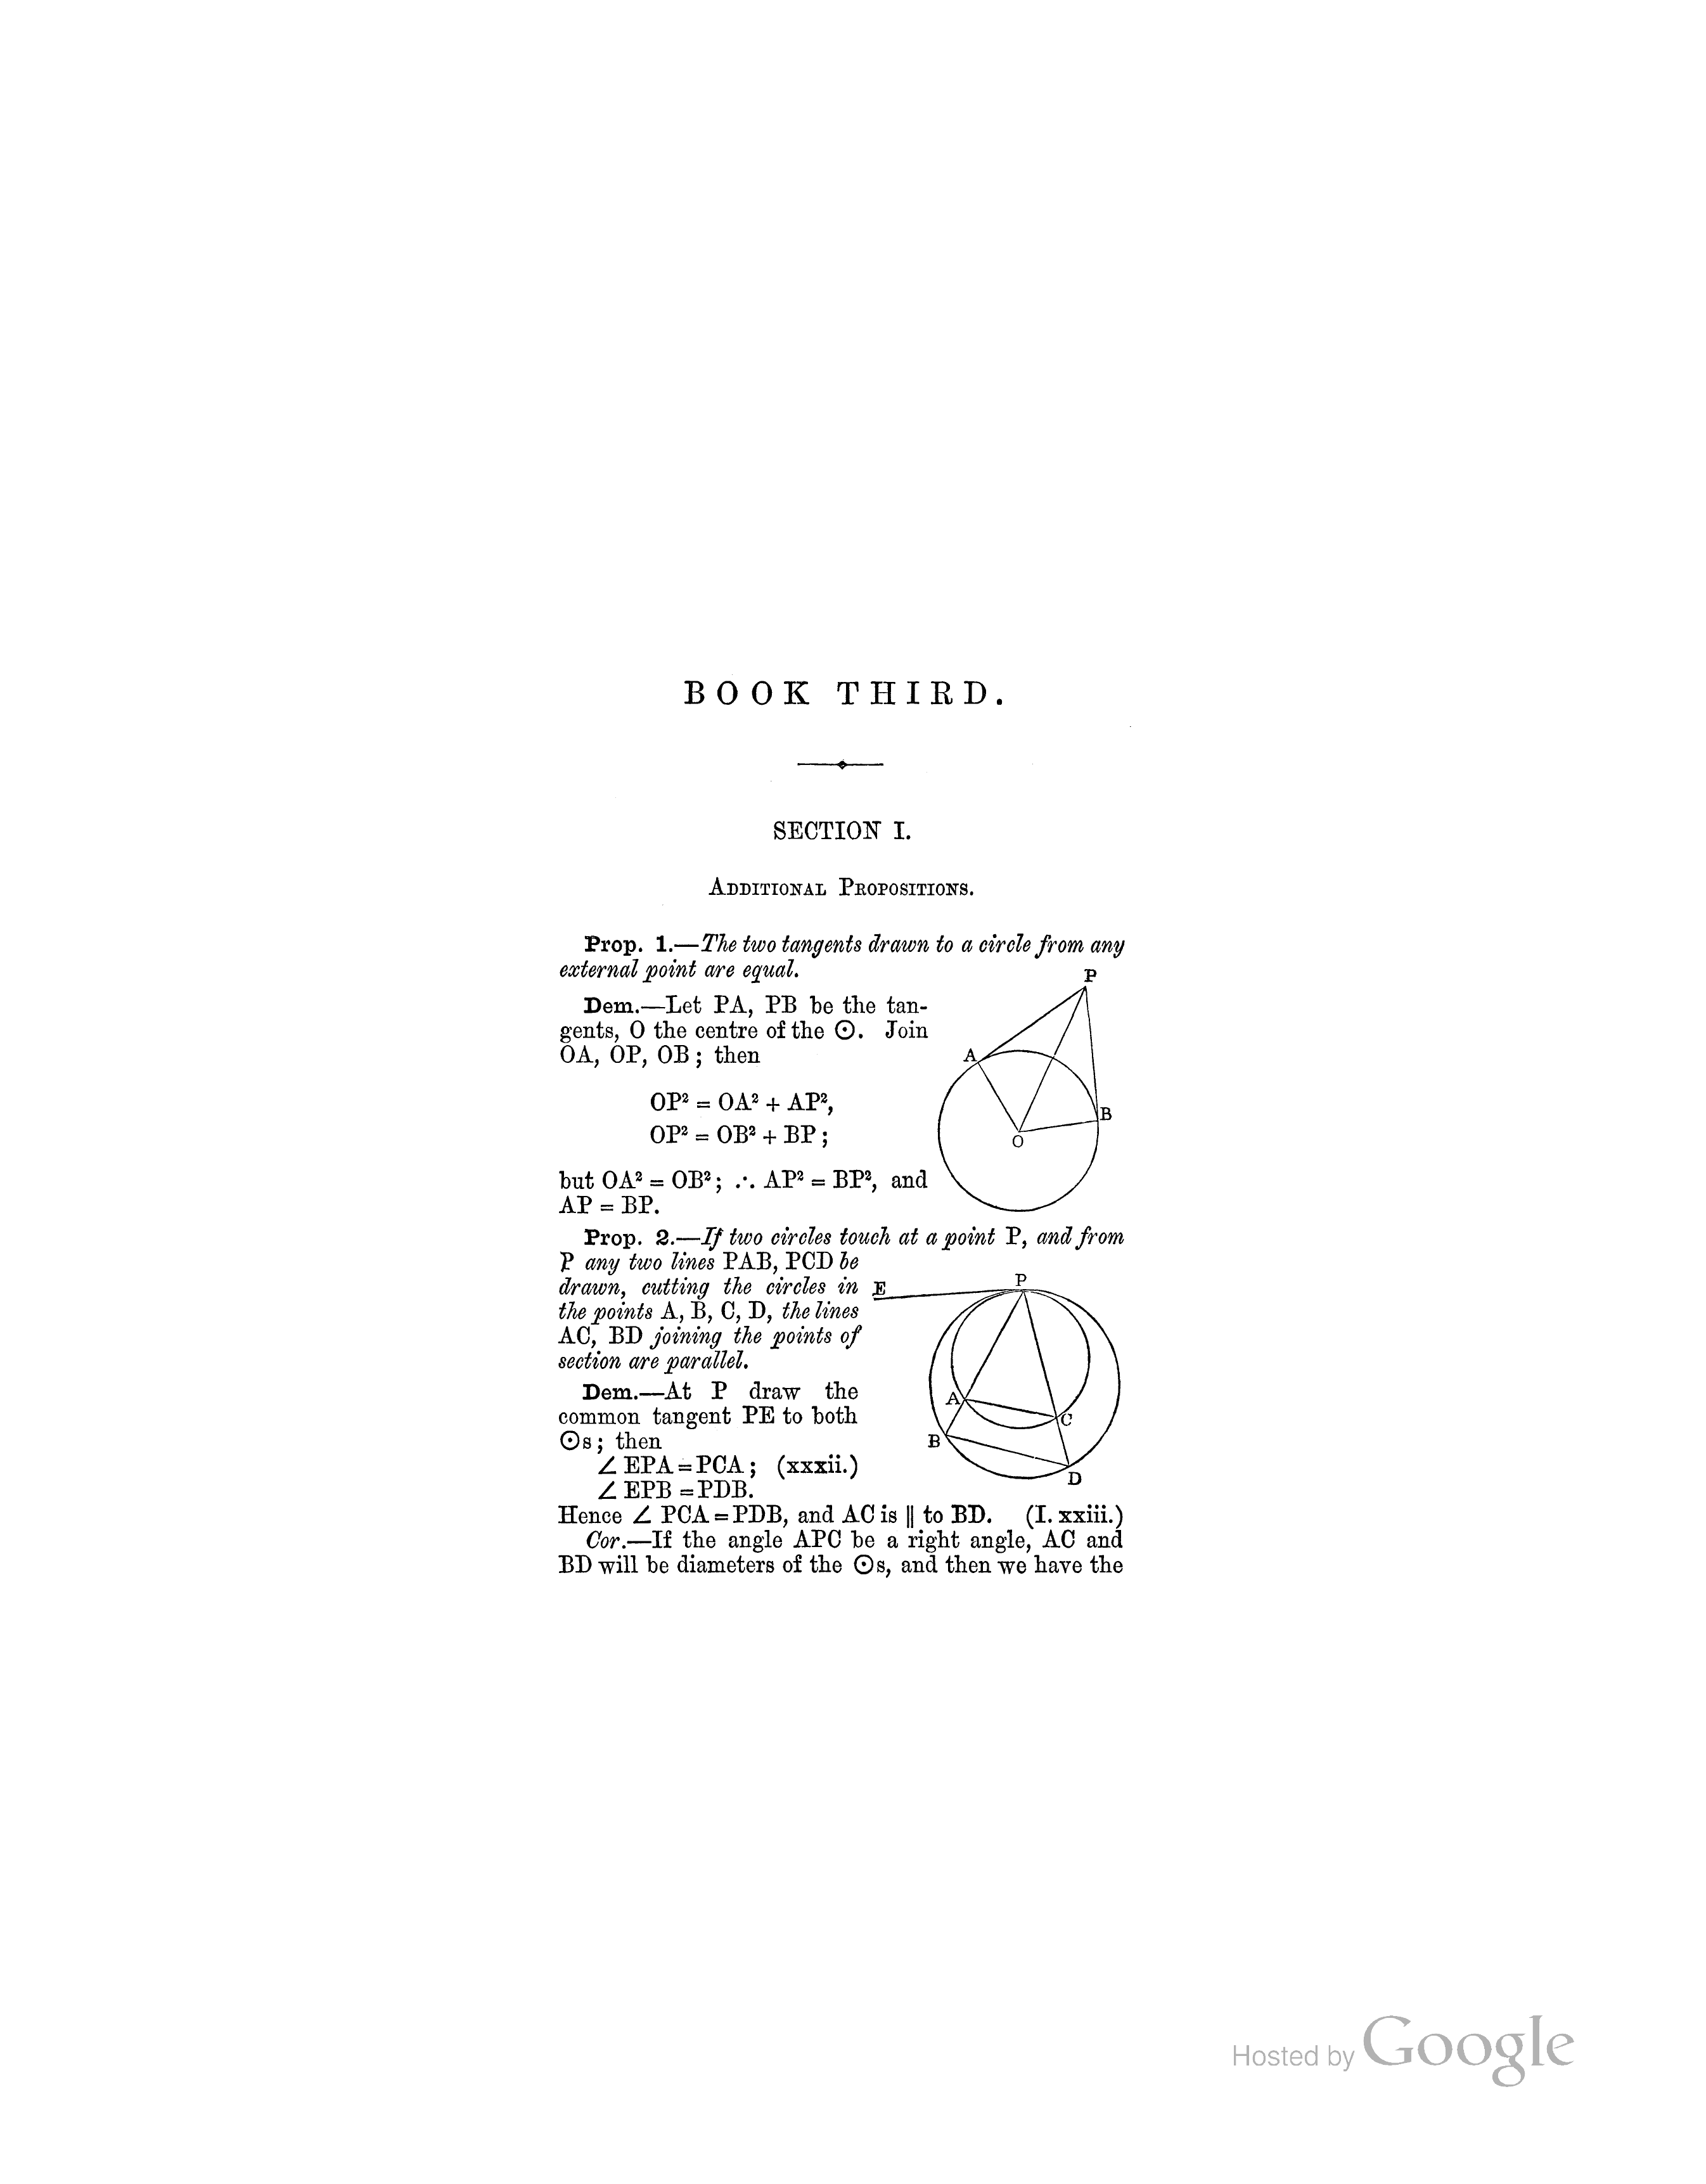 BOOK THIRD.
SECTION I.
ADDITIONAL PROPOSITIONS.
Prop. 1.—The two tangents drawn to a circle from any
external point are equal.
P
Dem.—Let PA, PB be the tan-
gents, O the centre of the ⊙. Join
OA, OP, OB; then
A
OP² = OA² + AP²,
B
OP² = OB² + BP;
O
but OA² = OB²; ∴ AP² = BP², and
AP = BP.
Prop. 2.—If two circles touch at a point P, and from
P any two lines PAB, PCD be
P
drawn, cutting the circles in
E
the points A, B, C, D, the lines
AC, BD joining the points of
section are parallel.
Dem.—At P draw the
A
common tangent PE to both
C
⊙s; then
B
∠ EPA = PCA; (xxxii.)
D
∠ EPB = PDB.
Hence ∠ PCA = PDB, and AC is ∥ to BD. (I. xxiii.)
Cor.—If the angle APC be a right angle, AC and
BD will be diameters of the ⊙s, and then we have the
Hosted by Google